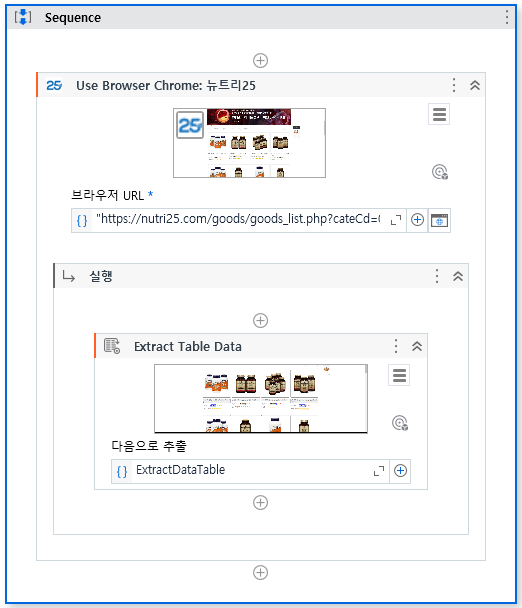 Sequence
25 Use Browser Chrome: 뉴트리25
25
브라우저 URL *
{ } "https://nutri25.com/goods/goods_list.php?cateCd=
실행
Extract Table Data
다음으로 추출
{ } ExtractDataTable